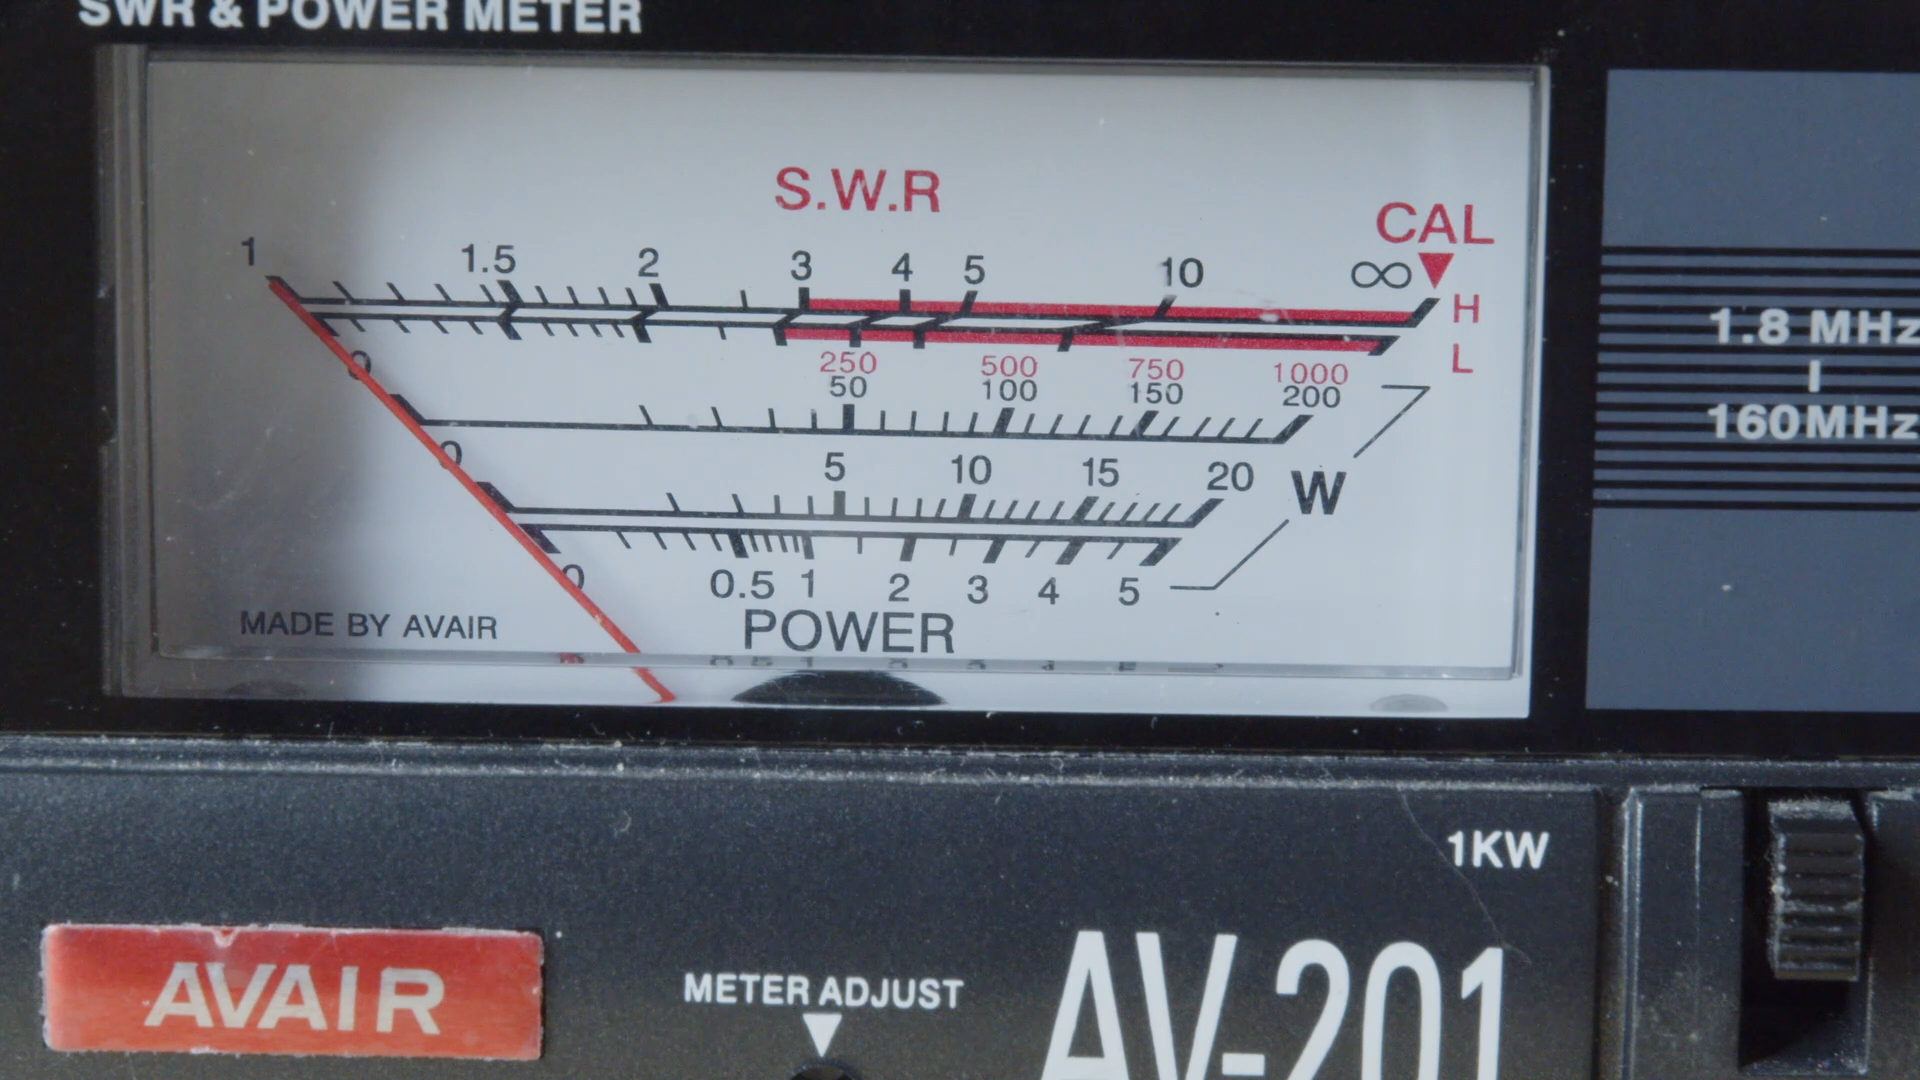 SWR & POWER METER
S.W.R
CAL
1 1.5 2 3 4 5 10 ∞
H
L
0 250 500 750 1000
50 100 150 200
0 5 10 15 20
W
0 0.5 1 2 3 4 5
POWER
MADE BY AVAIR
1.8 MHz
I
160MHz
1KW
AVAIR
METER ADJUST
AV-201